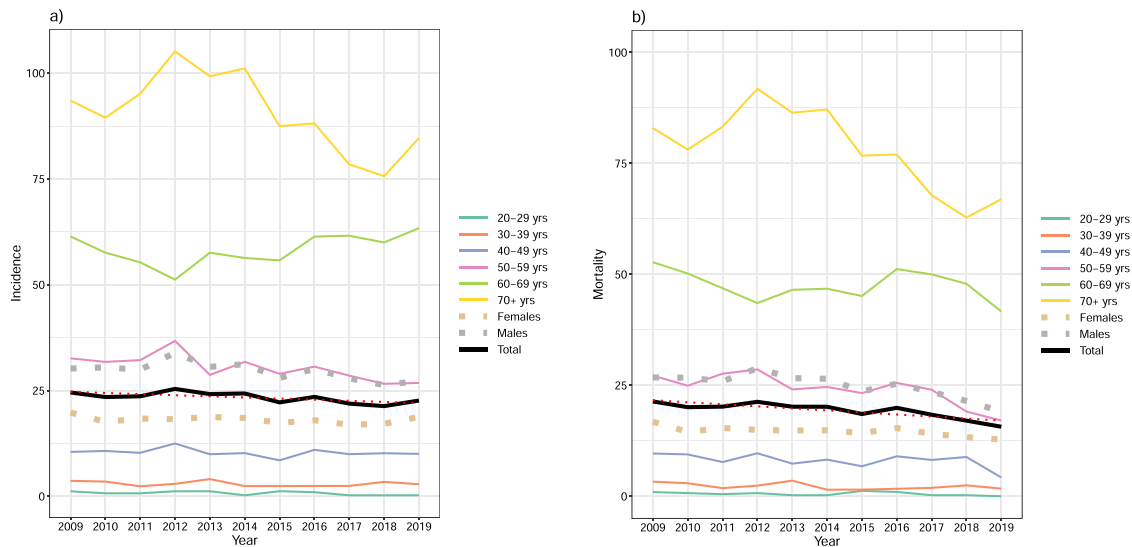 a)
Incidence
100
75
50
25
0
2009 2010 2011 2012 2013 2014 2015 2016 2017 2018 2019
Year
20−29 yrs
30−39 yrs
40−49 yrs
50−59 yrs
60−69 yrs
70+ yrs
Females
Males
Total
b)
Mortality
100
75
50
25
0
2009 2010 2011 2012 2013 2014 2015 2016 2017 2018 2019
Year
20−29 yrs
30−39 yrs
40−49 yrs
50−59 yrs
60−69 yrs
70+ yrs
Females
Males
Total